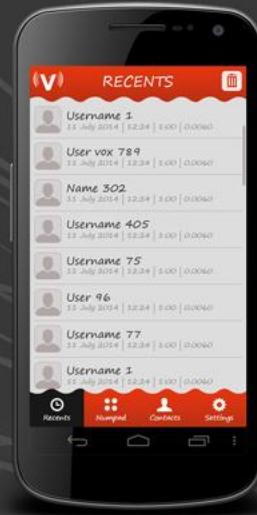 V
RECENTS
Username 1
11 July 2014 | 12:24 | 1:00 | 0.0060
User vox 789
11 July 2014 | 12:24 | 1:00 | 0.0060
Name 302
11 July 2014 | 12:24 | 1:00 | 0.0060
Username 405
11 July 2014 | 12:24 | 1:00 | 0.0060
Username 75
11 July 2014 | 12:24 | 1:00 | 0.0060
User 96
11 July 2014 | 12:24 | 1:00 | 0.0060
Username 77
11 July 2014 | 12:24 | 1:00 | 0.0060
Username 1
11 July 2014 | 12:24 | 1:00 | 0.0060
Recents
Numpad
Contacts
Settings